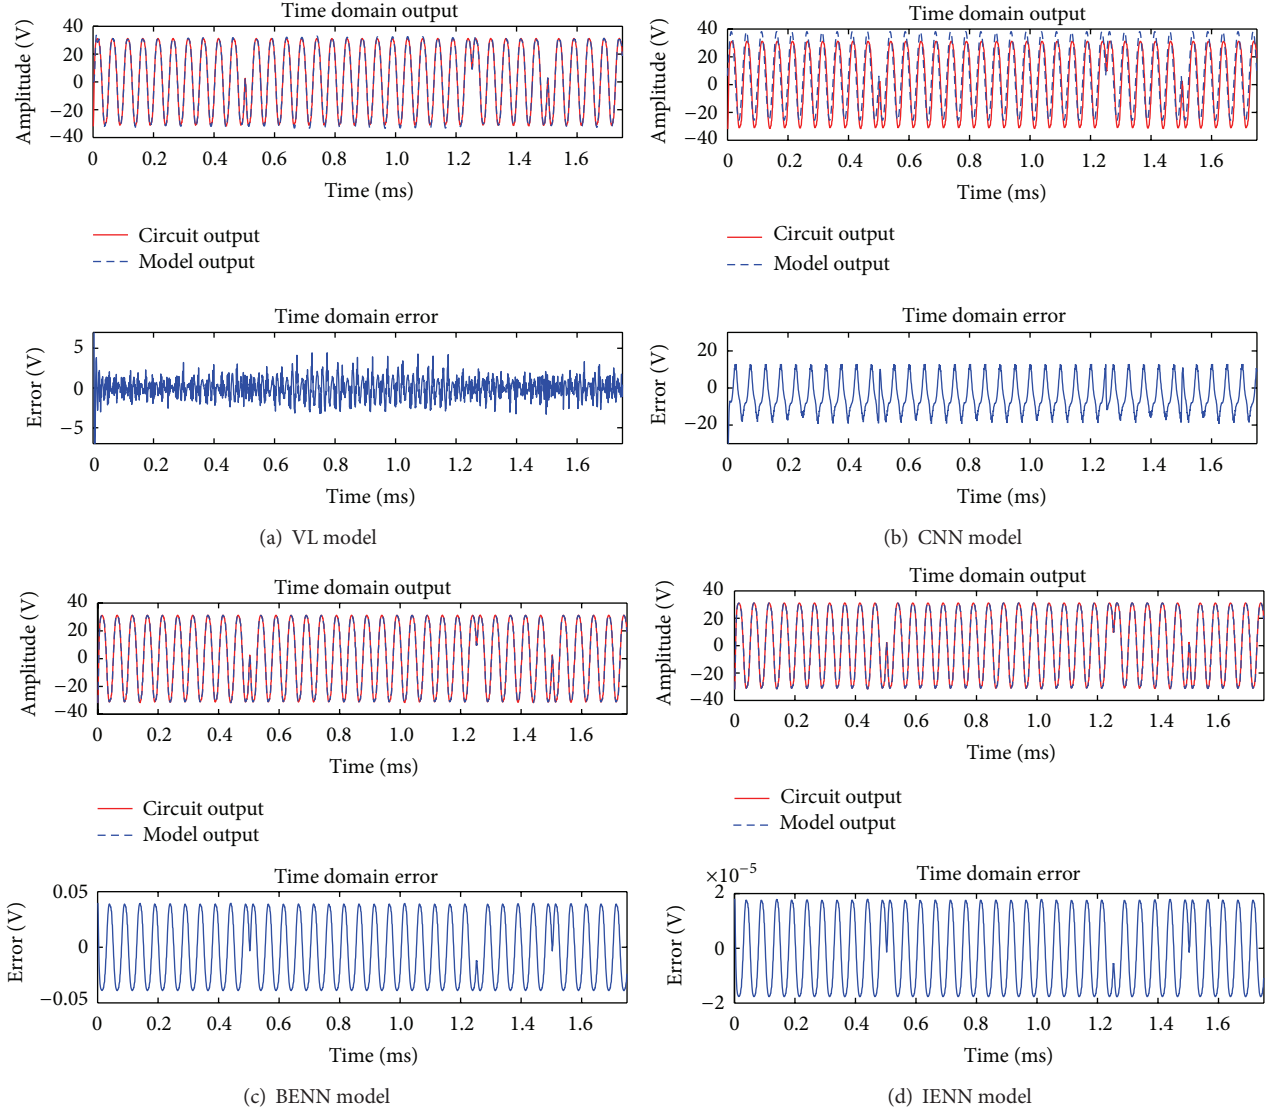 Time domain output
Amplitude (V)
40
20
0
−20
−40
0 0.2 0.4 0.6 0.8 1.0 1.2 1.4 1.6
Time (ms)
Circuit output
Model output
Time domain error
Error (V)
5
0
−5
0 0.2 0.4 0.6 0.8 1.0 1.2 1.4 1.6
Time (ms)
(a) VL model
Time domain output
Amplitude (V)
40
20
0
−20
−40
0 0.2 0.4 0.6 0.8 1.0 1.2 1.4 1.6
Time (ms)
Circuit output
Model output
Time domain error
Error (V)
20
0
−20
0 0.2 0.4 0.6 0.8 1.0 1.2 1.4 1.6
Time (ms)
(b) CNN model
Time domain output
Amplitude (V)
40
20
0
−20
−40
0 0.2 0.4 0.6 0.8 1.0 1.2 1.4 1.6
Time (ms)
Circuit output
Model output
Time domain error
Error (V)
0.05
0
−0.05
0 0.2 0.4 0.6 0.8 1.0 1.2 1.4 1.6
Time (ms)
(c) BENN model
Time domain output
Amplitude (V)
40
20
0
−20
−40
0 0.2 0.4 0.6 0.8 1.0 1.2 1.4 1.6
Time (ms)
Circuit output
Model output
×10−5
Time domain error
Error (V)
2
0
−2
0 0.2 0.4 0.6 0.8 1.0 1.2 1.4 1.6
Time (ms)
(d) IENN model